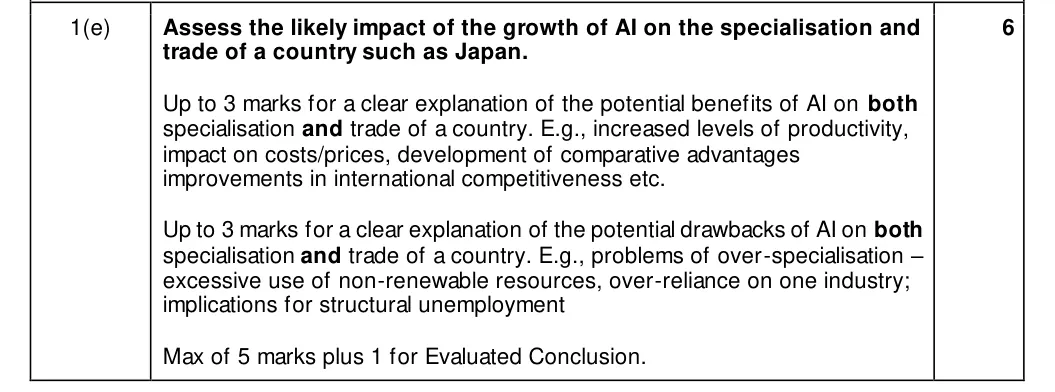 1(e) Assess the likely impact of the growth of AI on the specialisation and 6
trade of a country such as Japan.
Up to 3 marks for a clear explanation of the potential benefits of AI on both
specialisation and trade of a country. E.g., increased levels of productivity,
impact on costs/prices, development of comparative advantages
improvements in international competitiveness etc.
Up to 3 marks for a clear explanation of the potential drawbacks of AI on both
specialisation and trade of a country. E.g., problems of over-specialisation –
excessive use of non-renewable resources, over-reliance on one industry;
implications for structural unemployment
Max of 5 marks plus 1 for Evaluated Conclusion.